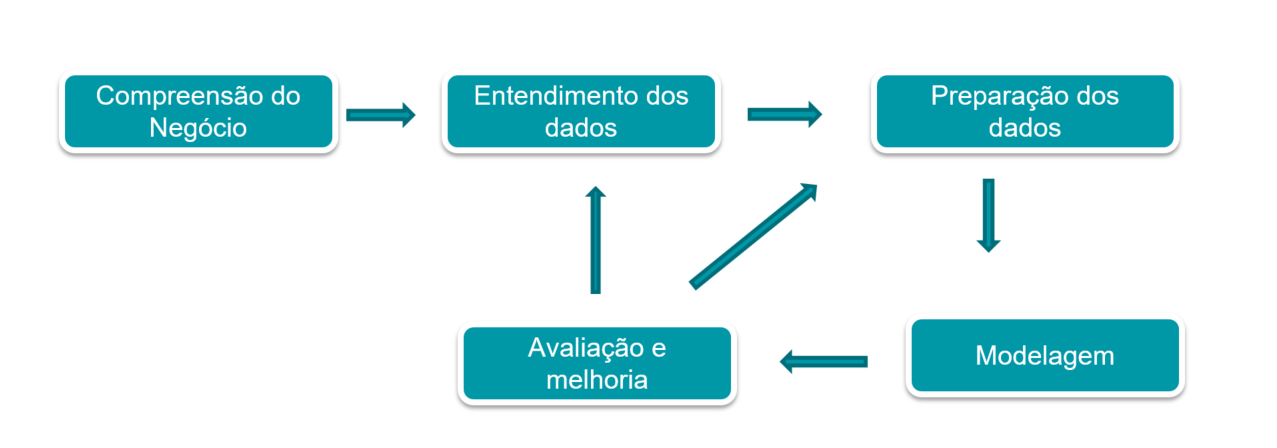 Compreensão do
Negócio
Entendimento dos
dados
Preparação dos
dados
Avaliação e
melhoria
Modelagem